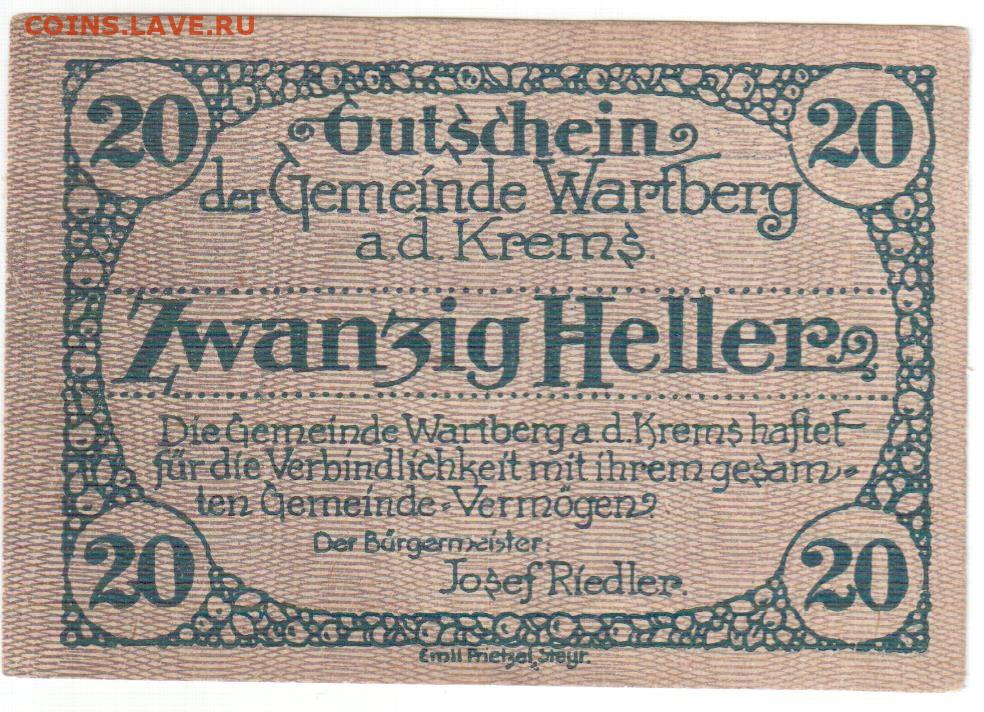 COINS.LAVE.RU
20 20
Gutschein
der Gemeinde Wartberg
a.d. Krems.
Zwanzig Heller
Die Gemeinde Wartberg a.d. Krems haftet
für die Verbindlichkeit mit ihrem gesam-
ten Gemeinde-Vermögen.
Der Bürgermeister:
Josef Riedler.
20 20
Emil Prietzel, Steyr.